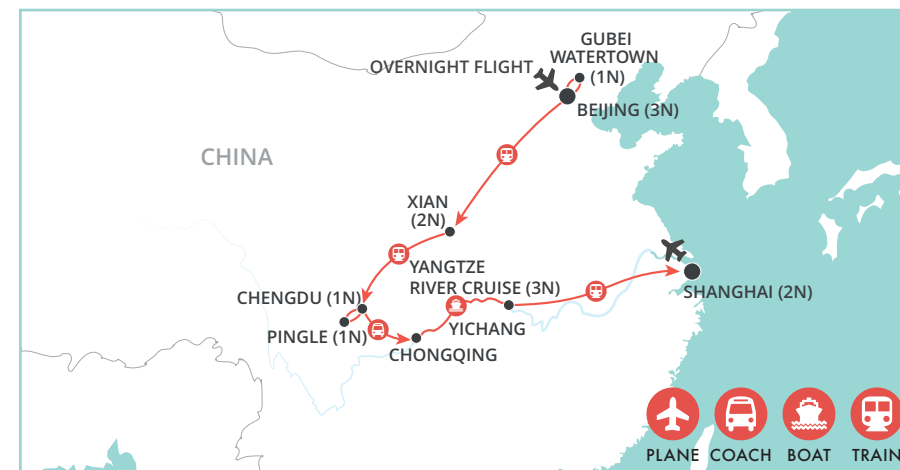 GUBEI
WATERTOWN
(1N)
OVERNIGHT FLIGHT
BEIJING (3N)
CHINA
XIAN
(2N)
YANGTZE
RIVER CRUISE (3N)
CHENGDU (1N)
SHANGHAI (2N)
PINGLE (1N)
YICHANG
CHONGQING
PLANE COACH BOAT TRAIN